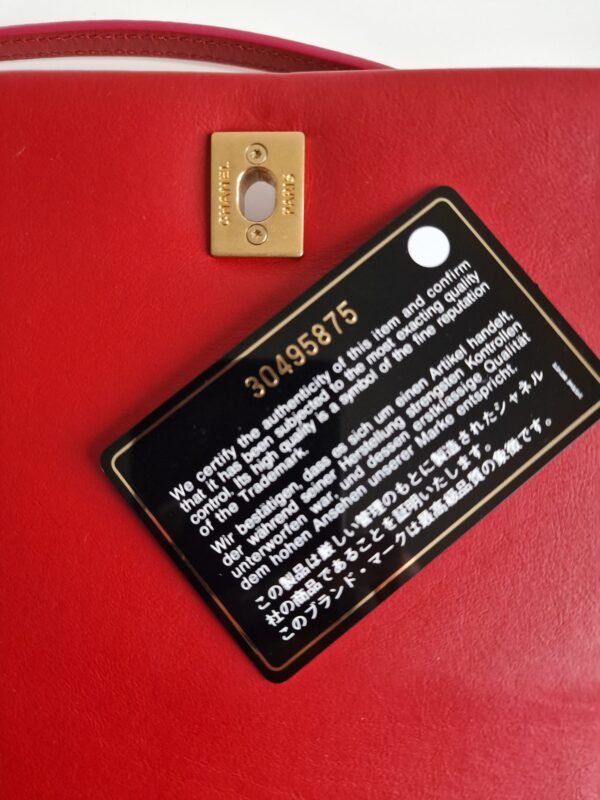 CHANEL
PARIS
30495875
We certify the authenticity of this item and confirm
that it has been subjected to the most exacting quality
control, its high quality is a symbol of the fine reputation
of the Trademark.
Wir bestätigen, dass es sich um einen Artikel handelt,
der während seiner Herstellung strengsten Kontrollen
unterworfen war, und dessen erstklassige Qualität
dem hohen Ansehen unserer Marke entspricht.
この製品は厳しい管理のもとに製造されたシャネル
社の商品であることを証明いたします。
このブランド・マークは最高級品質の象徴です。